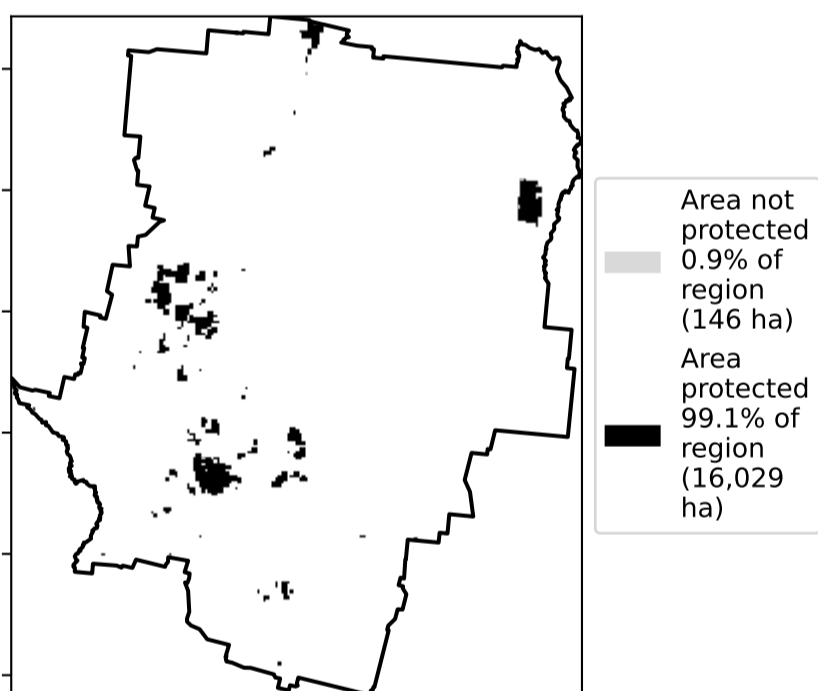 Area not
protected
0.9% of
region
(146 ha)
Area
protected
99.1% of
region
(16,029
ha)